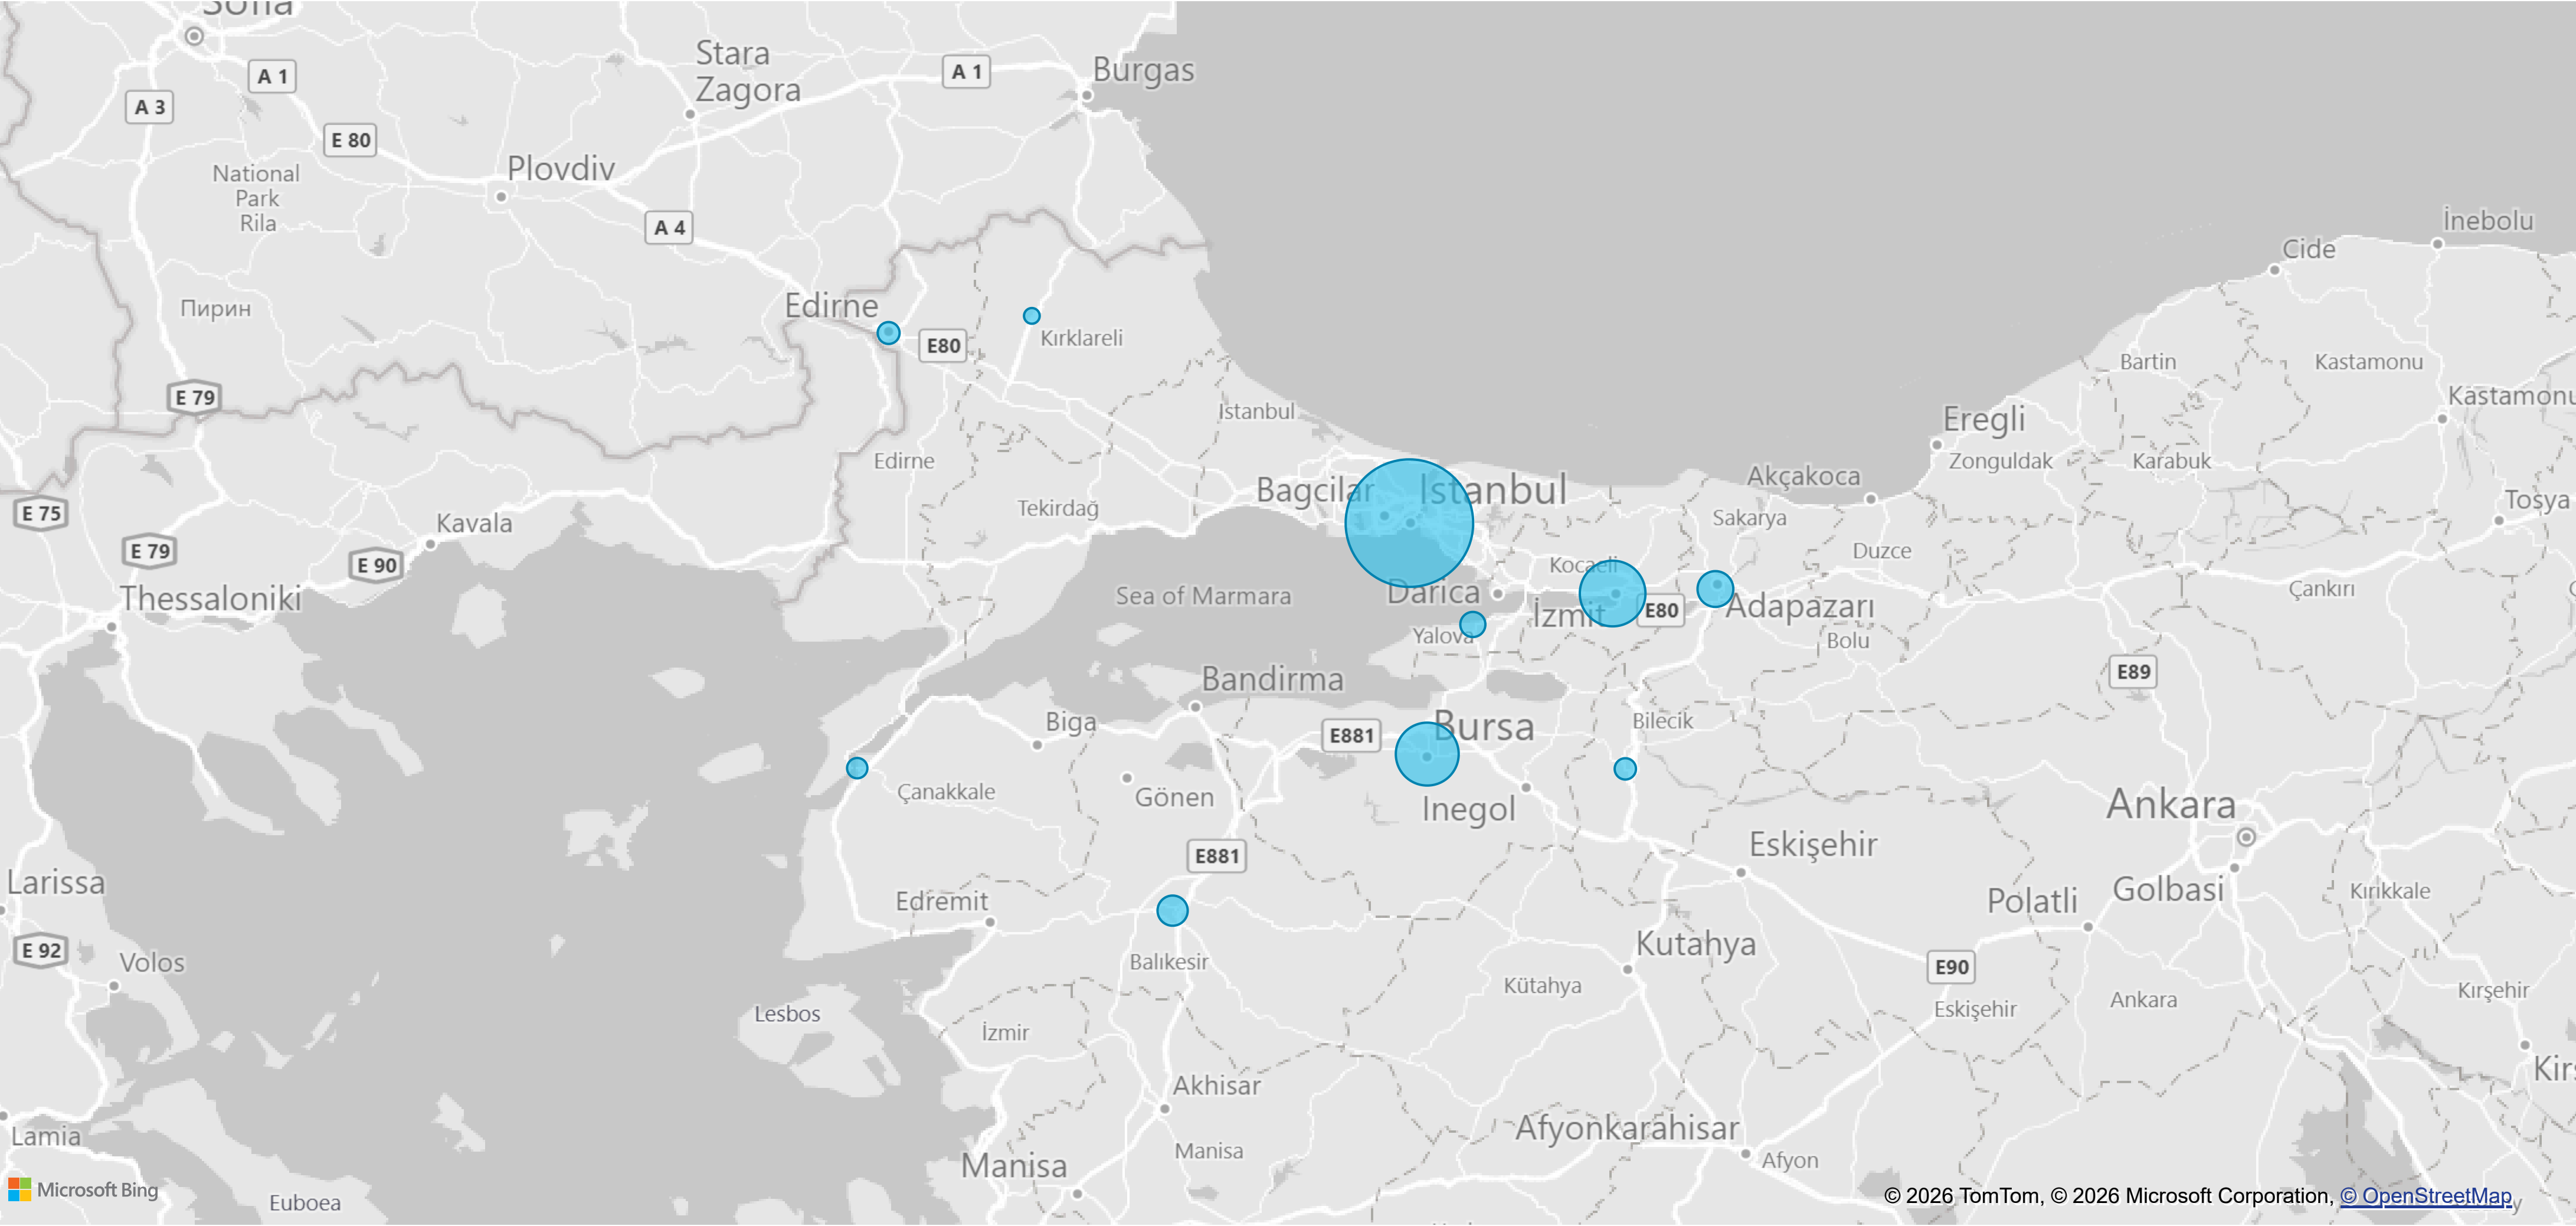 Sofia
A 1
A 3
E 80
Stara
Zagora
A 1
Burgas
National
Park
Rila
Plovdiv
A 4
İnebolu
Cide
Пирин
Edirne
E80
Kırklareli
Bartin
Kastamonu
E 79
Kastamonu
Istanbul
Eregli
Edirne
Zonguldak
Karabuk
Bagcilar
Istanbul
Akçakoca
E 75
Kavala
Tekirdağ
Sakarya
Tosya
E 79
E 90
Kocaeli
Duzce
Thessaloniki
Sea of Marmara
Darica
İzmit
E80
Adapazarı
Çankırı
Yalova
Bolu
Bandirma
E89
Biga
E881
Bursa
Bilecik
Çanakkale
Gönen
Inegol
Ankara
E881
Eskişehir
Larissa
Edremit
Polatli
Golbasi
Kırıkkale
E 92
Volos
Balıkesir
Kutahya
E90
Kütahya
Kırşehir
Lesbos
İzmir
Eskişehir
Ankara
Akhisar
Lamia
Manisa
Afyonkarahisar
Manisa
Afyon
Microsoft Bing
Euboea
© 2026 TomTom, © 2026 Microsoft Corporation, © OpenStreetMap